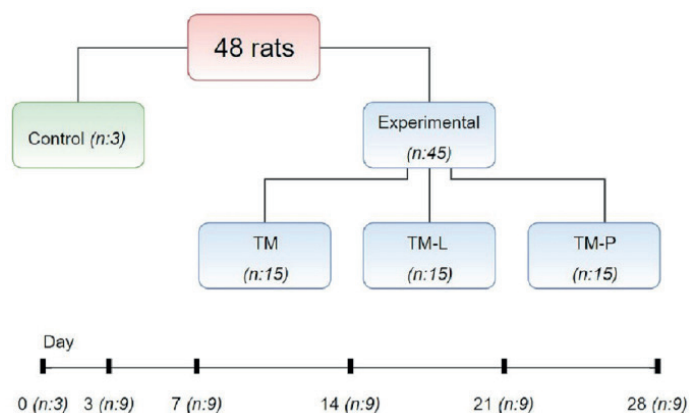 48 rats
Control (n:3)
Experimental
(n:45)
TM
(n:15)
TM-L
(n:15)
TM-P
(n:15)
Day
0 (n:3) 3 (n:9) 7 (n:9) 14 (n:9) 21 (n:9) 28 (n:9)